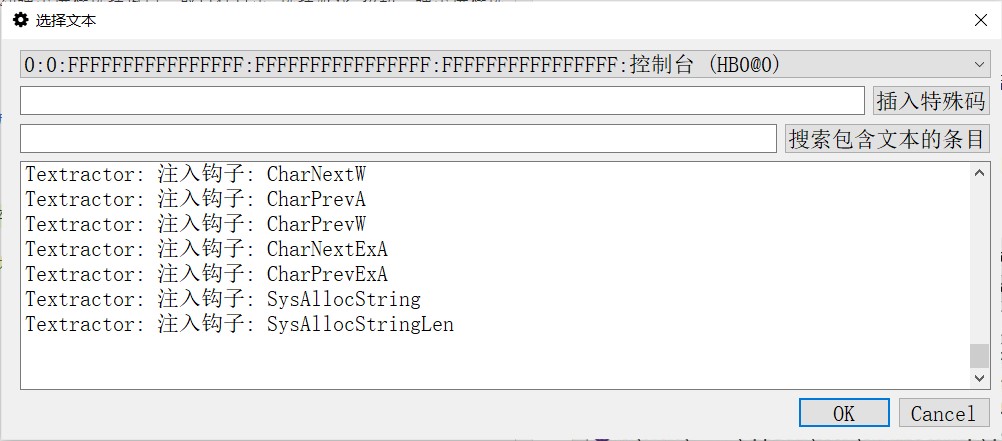 选择文本
0:0:FFFFFFFFFFFFFFFF:FFFFFFFFFFFFFFFF:FFFFFFFFFFFFFFFF:控制台 (HB0@0)
插入特殊码
搜索包含文本的条目
Textractor: 注入钩子: CharNextW
Textractor: 注入钩子: CharPrevA
Textractor: 注入钩子: CharPrevW
Textractor: 注入钩子: CharNextExA
Textractor: 注入钩子: CharPrevExA
Textractor: 注入钩子: SysAllocString
Textractor: 注入钩子: SysAllocStringLen
OK
Cancel